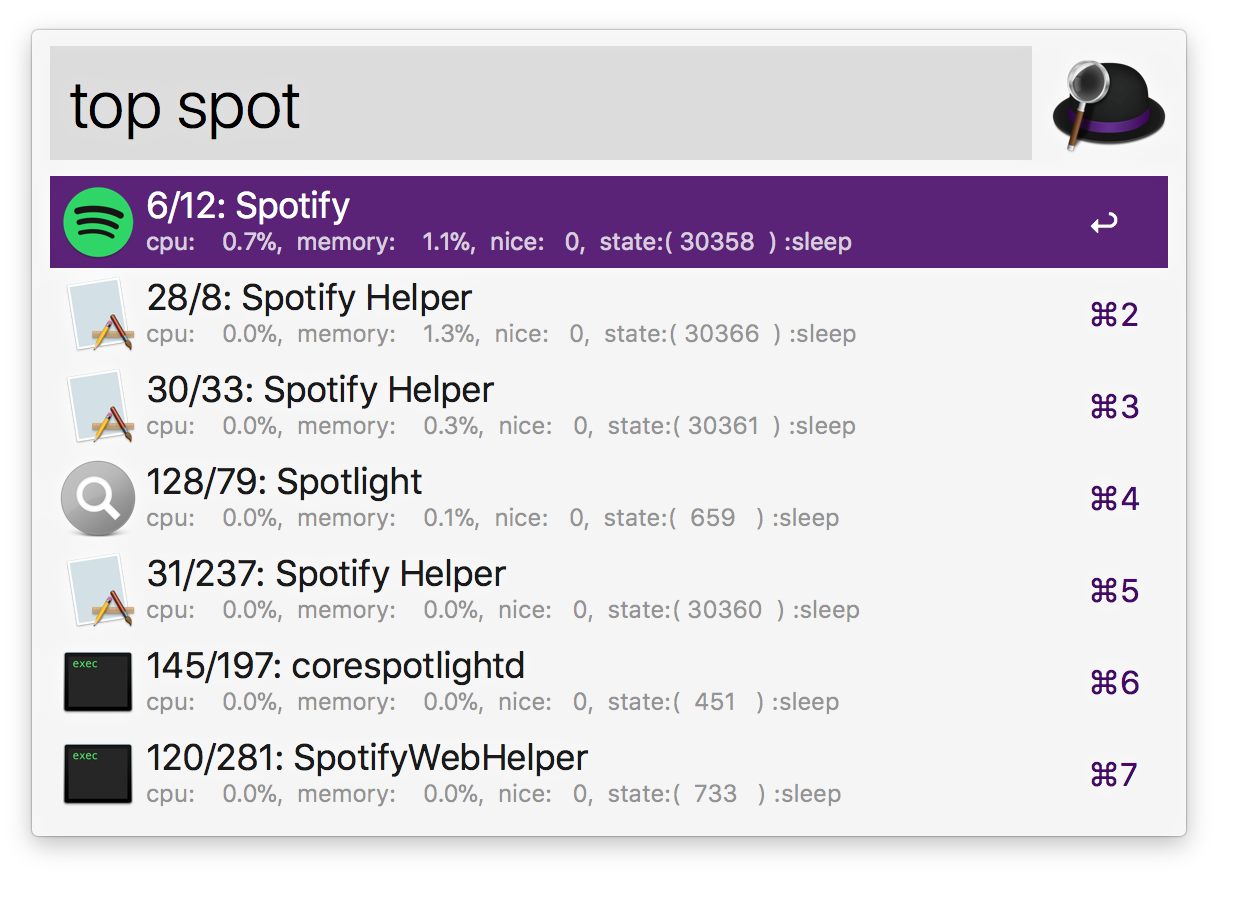 top spot
6/12: Spotify
cpu: 0.7%, memory: 1.1%, nice: 0, state:( 30358 ) :sleep
↩
28/8: Spotify Helper
cpu: 0.0%, memory: 1.3%, nice: 0, state:( 30366 ) :sleep
⌘2
30/33: Spotify Helper
cpu: 0.0%, memory: 0.3%, nice: 0, state:( 30361 ) :sleep
⌘3
128/79: Spotlight
cpu: 0.0%, memory: 0.1%, nice: 0, state:( 659 ) :sleep
⌘4
31/237: Spotify Helper
cpu: 0.0%, memory: 0.0%, nice: 0, state:( 30360 ) :sleep
⌘5
exec
145/197: corespotlightd
cpu: 0.0%, memory: 0.0%, nice: 0, state:( 451 ) :sleep
⌘6
exec
120/281: SpotifyWebHelper
cpu: 0.0%, memory: 0.0%, nice: 0, state:( 733 ) :sleep
⌘7